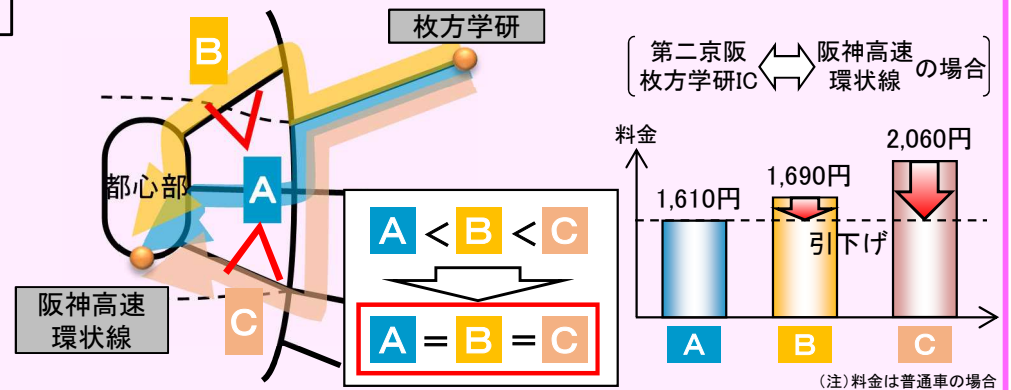 枚方学研
B
都心部
A
C
阪神高速
環状線
A < B < C
A = B = C
第二京阪
枚方学研IC
阪神高速
環状線
の場合
料金
1,610円
1,690円
2,060円
引下げ
A
B
C
(注)料金は普通車の場合